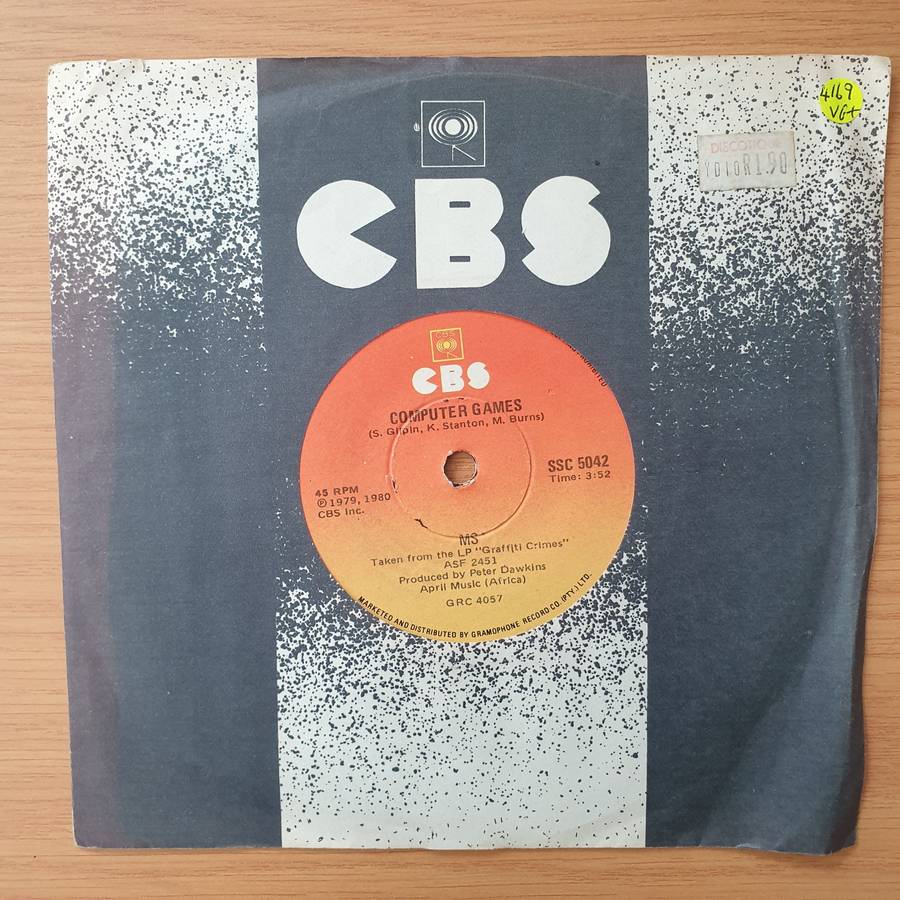 4169
VG+
DISCOTIQUE
R1.90
CBS
CBS
CBS
COMPUTER GAMES
(S. Gilpin, K. Stanton, M. Burns)
SSC 5042
Time: 3:52
45 RPM
℗ 1979, 1980
CBS Inc.
MS
Taken from the LP "Graffiti Crimes"
ASF 2451
Produced by Peter Dawkins
April Music (Africa)
GRC 4057
MARKETED AND DISTRIBUTED BY GRAMOPHONE RECORD CO. (PTY.) LTD.
PROHIBITED